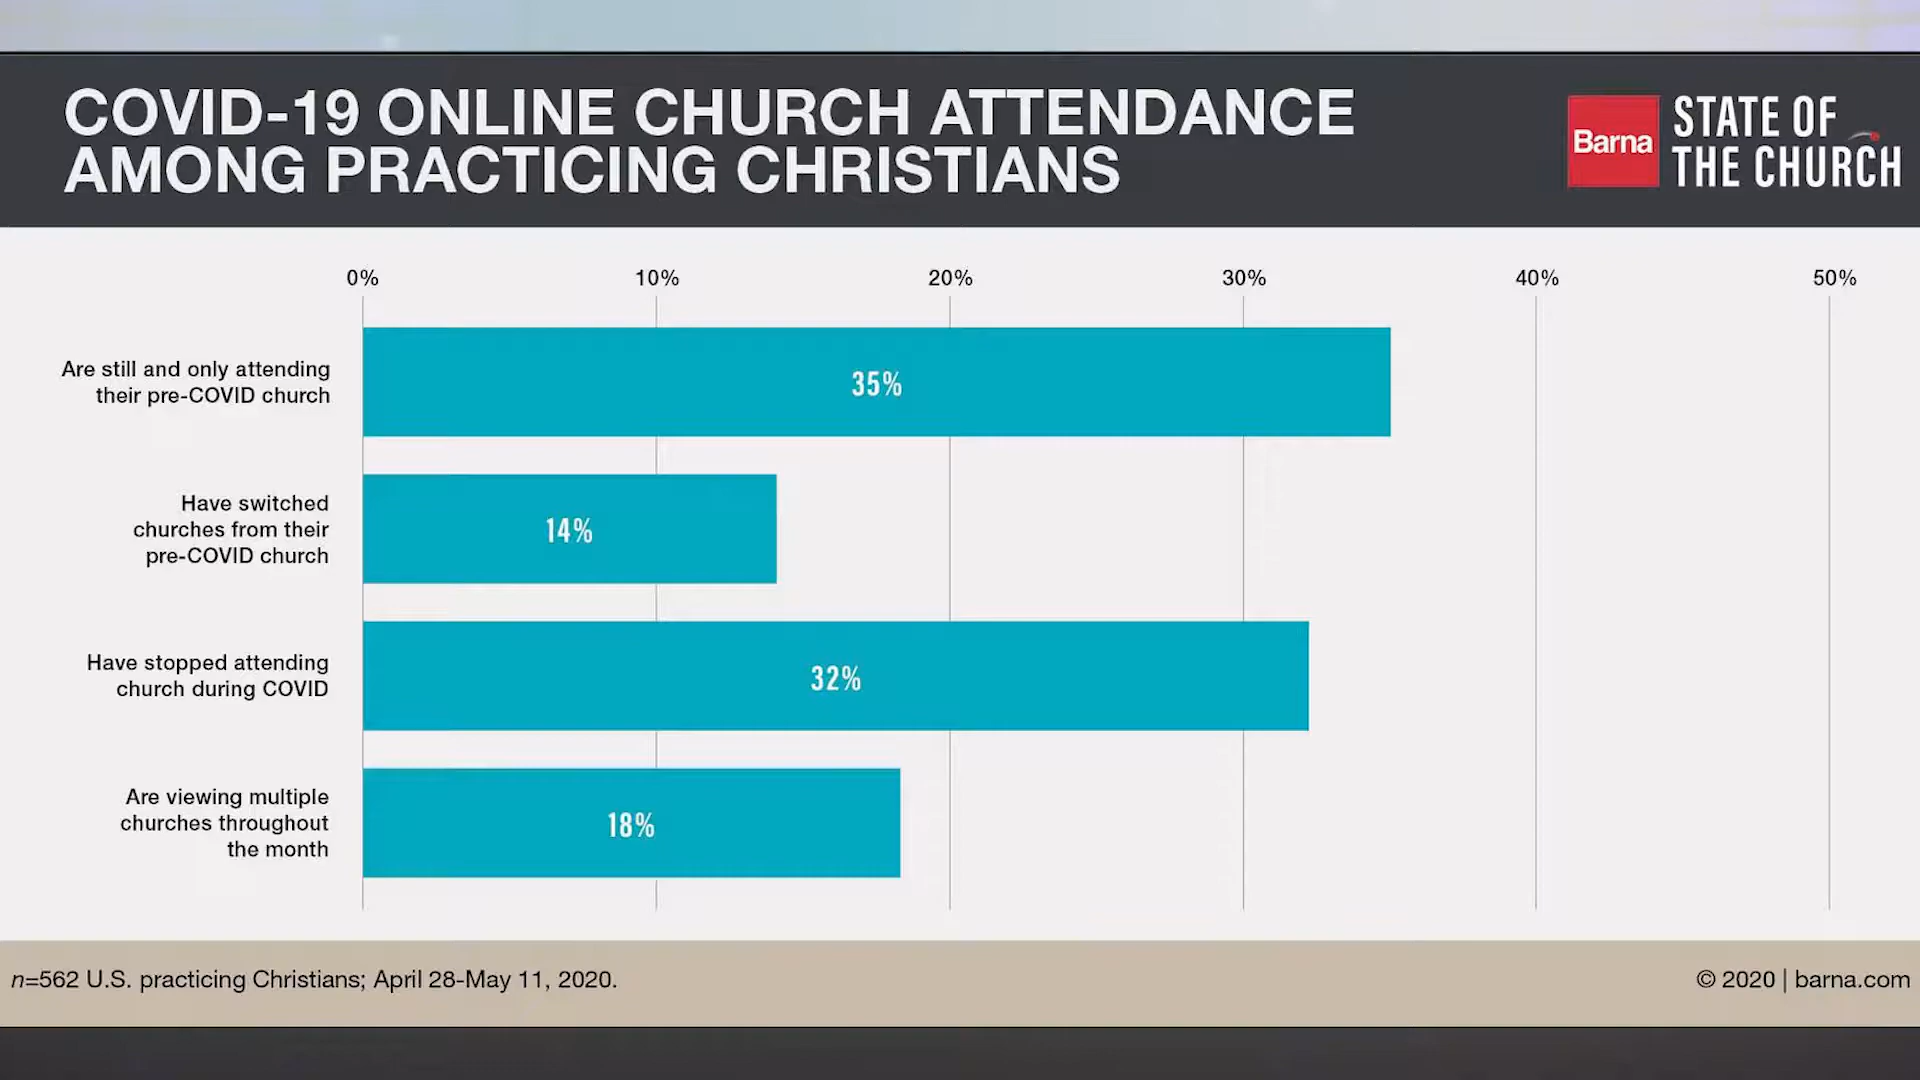 COVID-19 ONLINE CHURCH ATTENDANCE
AMONG PRACTICING CHRISTIANS
Barna
STATE OF
THE CHURCH
0% 10% 20% 30% 40% 50%
Are still and only attending
their pre-COVID church
35%
Have switched
churches from their
pre-COVID church
14%
Have stopped attending
church during COVID
32%
Are viewing multiple
churches throughout
the month
18%
n=562 U.S. practicing Christians; April 28-May 11, 2020.
© 2020 | barna.com